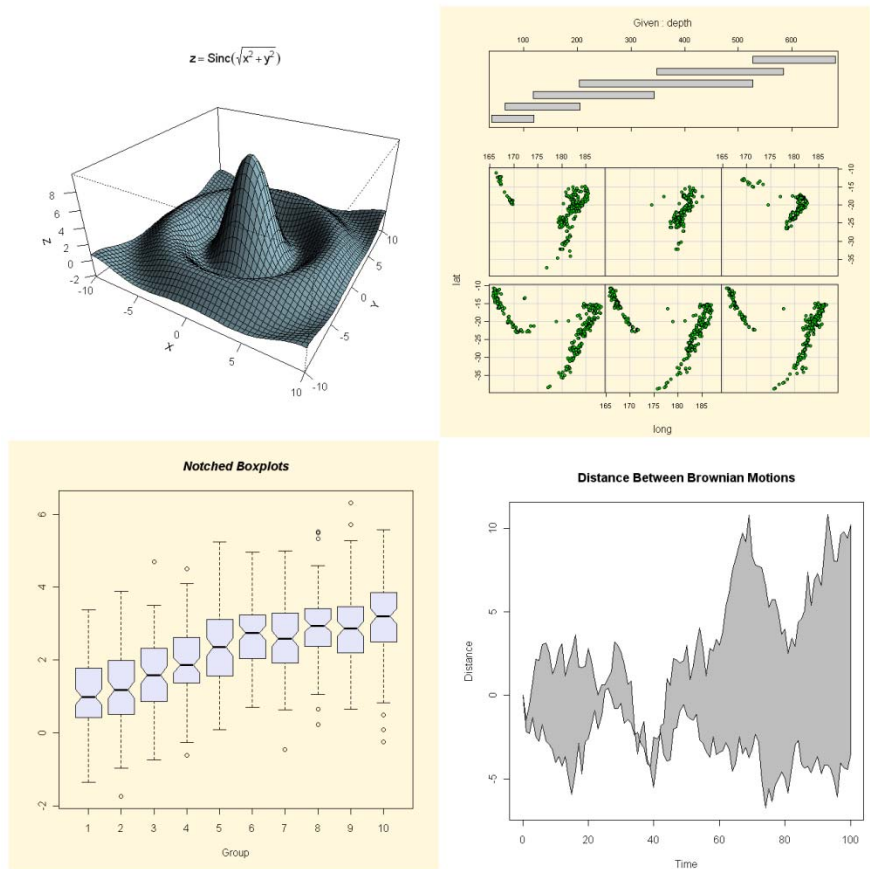 z = Sinc(√x² + y²)
8
6
4
2
0
-2
Z
-10
-5
0
5
10
X
-10
-5
0
5
10
Y
Given : depth
100 200 300 400 500 600
165 170 175 180 185
165 170 175 180 185
-10
-15
-20
-25
-30
-35
lat
-10
-15
-20
-25
-30
-35
165 170 175 180 185
long
Notched Boxplots
6
4
2
0
-2
1 2 3 4 5 6 7 8 9 10
Group
Distance Between Brownian Motions
10
5
0
-5
Distance
0 20 40 60 80 100
Time